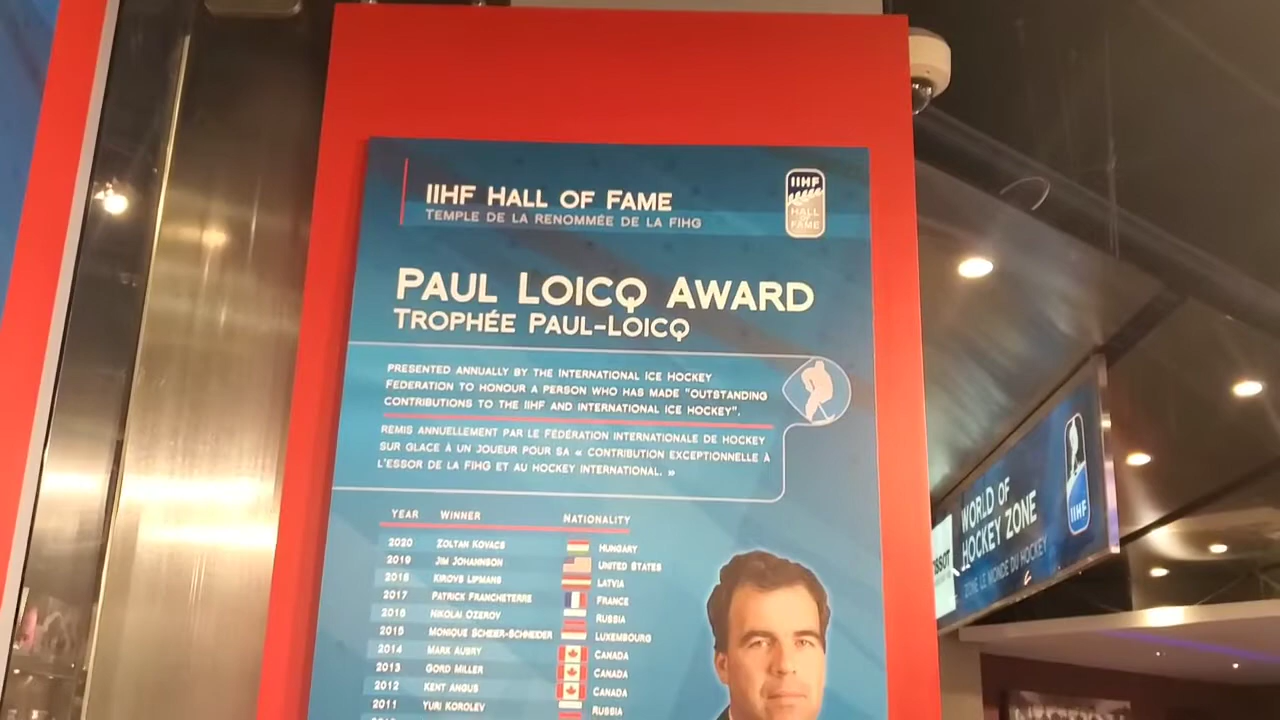 IIHF HALL OF FAME
TEMPLE DE LA RENOMMÉE DE LA FIHG
IIHF
HALL
OF
FAME
PAUL LOICQ AWARD
TROPHÉE PAUL-LOICQ
PRESENTED ANNUALLY BY THE INTERNATIONAL ICE HOCKEY
FEDERATION TO HONOUR A PERSON WHO HAS MADE "OUTSTANDING
CONTRIBUTIONS TO THE IIHF AND INTERNATIONAL ICE HOCKEY".
REMIS ANNUELLEMENT PAR LE FÉDÉRATION INTERNATIONALE DE HOCKEY
SUR GLACE À UN JOUEUR POUR SA « CONTRIBUTION EXCEPTIONNELLE À
L'ESSOR DE LA FIHG ET AU HOCKEY INTERNATIONAL. »
YEAR WINNER NATIONALITY
2020 ZOLTAN KOVACS HUNGARY
2019 JIM JOHANNSON UNITED STATES
2018 KIROVS LIPMANS LATVIA
2017 PATRICK FRANCHETERRE FRANCE
2016 NIKOLAI OZEROV RUSSIA
2015 MONIQUE SCHEIER-SCHNEIDER LUXEMBOURG
2014 MARK AUBRY CANADA
2013 GORD MILLER CANADA
2012 KENT ANGUS CANADA
2011 YURI KOROLEV RUSSIA
WORLD OF
HOCKEY ZONE
ZONE LE MONDE DU HOCKEY
IIHF